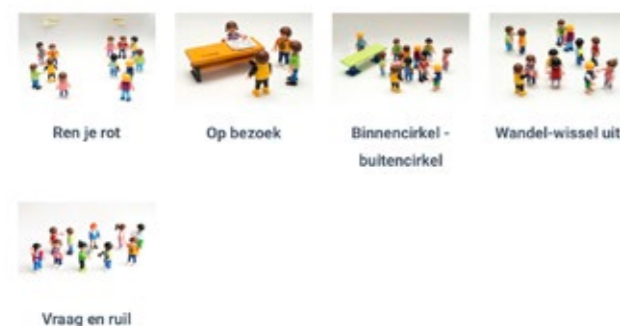 Ren je rot
Op bezoek
Binnencirkel -
buitencirkel
Wandel-wissel uit
Vraag en ruil